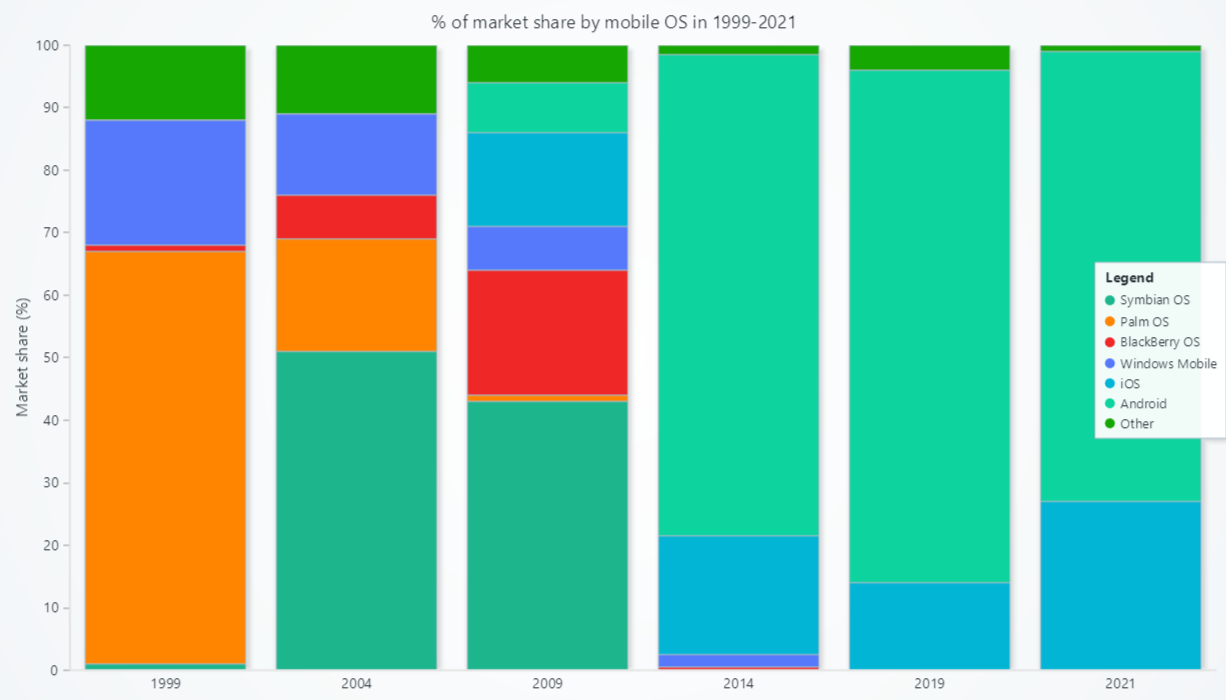 % of market share by mobile OS in 1999-2021
100
90
80
70
60
50
40
30
20
10
0
Market share (%)
1999
2004
2009
2014
2019
2021
Legend
Symbian OS
Palm OS
BlackBerry OS
Windows Mobile
iOS
Android
Other